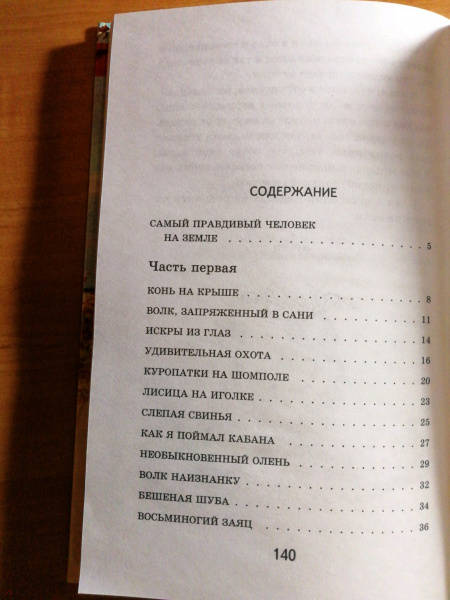 СОДЕРЖАНИЕ
САМЫЙ ПРАВДИВЫЙ ЧЕЛОВЕК
НА ЗЕМЛЕ . . . . . . . . . . . . . . . . . . 5
Часть первая
КОНЬ НА КРЫШЕ . . . . . . . . . . . . . . . . 8
ВОЛК, ЗАПРЯЖЕННЫЙ В САНИ . . . . . . . . . . 11
ИСКРЫ ИЗ ГЛАЗ . . . . . . . . . . . . . . . . 14
УДИВИТЕЛЬНАЯ ОХОТА . . . . . . . . . . . . . 16
КУРОПАТКИ НА ШОМПОЛЕ . . . . . . . . . . . . 20
ЛИСИЦА НА ИГОЛКЕ . . . . . . . . . . . . . . 23
СЛЕПАЯ СВИНЬЯ . . . . . . . . . . . . . . . . 25
КАК Я ПОЙМАЛ КАБАНА . . . . . . . . . . . . 27
НЕОБЫКНОВЕННЫЙ ОЛЕНЬ . . . . . . . . . . . . 29
ВОЛК НАИЗНАНКУ . . . . . . . . . . . . . . . 32
БЕШЕНАЯ ШУБА . . . . . . . . . . . . . . . . 34
ВОСЬМИНОГИЙ ЗАЯЦ . . . . . . . . . . . . . . 36
140